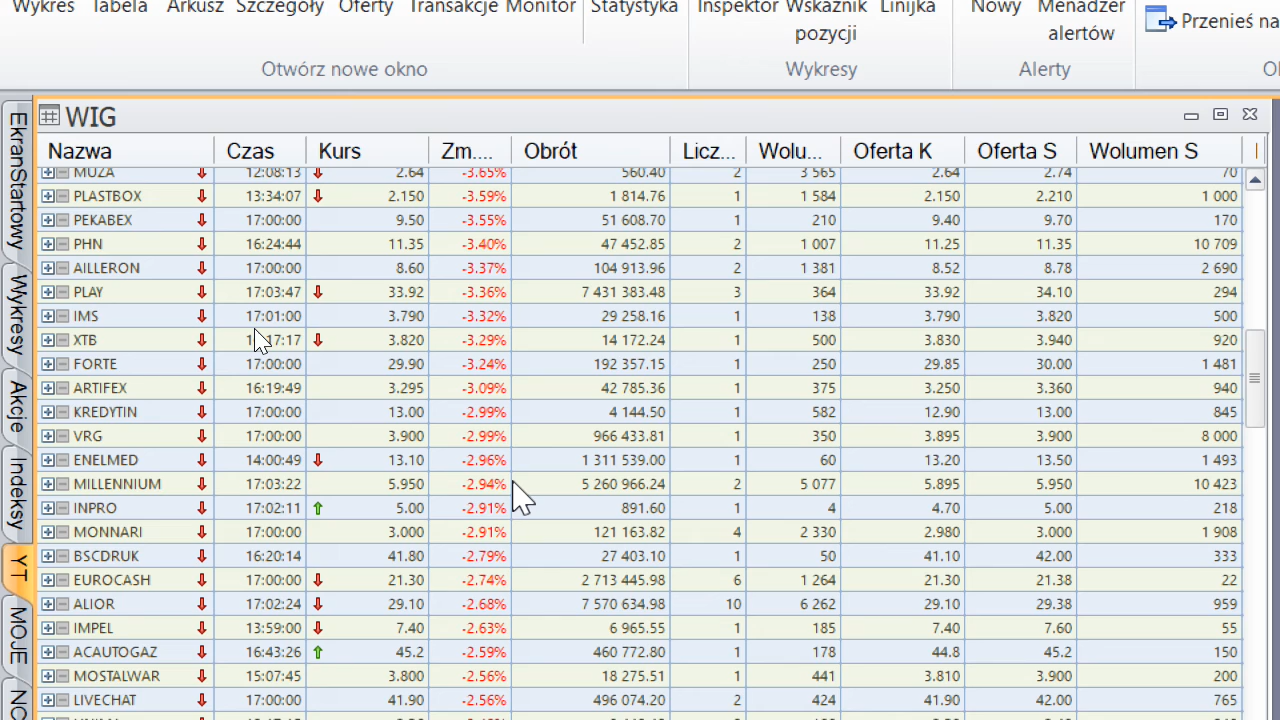 Wykres Tabela Arkusz Szczegóły Oferty Transakcje Monitor Statystyka Inspektor Wskaźnik Linijka Nowy Menadżer
pozycji alertów Przenieś na
Otwórz nowe okno Wykresy Alerty
WIG
Nazwa Czas Kurs Zm.... Obrót Licz... Wolu... Oferta K Oferta S Wolumen S
MUZA 12:08:13 2.64 -3.65% 560.40 2 3 565 2.64 2.74 70
PLASTBOX 13:34:07 2.150 -3.59% 1 814.76 1 1 584 2.150 2.210 1 000
PEKABEX 17:00:00 9.50 -3.55% 51 608.70 1 210 9.40 9.70 170
PHN 16:24:44 11.35 -3.40% 47 452.85 2 1 007 11.25 11.35 10 709
AILLERON 17:00:00 8.60 -3.37% 104 913.96 2 1 381 8.52 8.78 2 690
PLAY 17:03:47 33.92 -3.36% 7 431 383.48 3 364 33.92 34.10 294
IMS 17:01:00 3.790 -3.32% 29 258.16 1 138 3.790 3.820 500
XTB 17:17 3.820 -3.29% 14 172.24 1 500 3.830 3.940 920
FORTE 17:00:00 29.90 -3.24% 192 357.15 1 250 29.85 30.00 1 481
ARTIFEX 16:19:49 3.295 -3.09% 42 785.36 1 375 3.250 3.360 940
KREDYTIN 17:00:00 13.00 -2.99% 4 144.50 1 582 12.90 13.00 845
VRG 17:00:00 3.900 -2.99% 966 433.81 1 350 3.895 3.900 8 000
ENELMED 14:00:49 13.10 -2.96% 1 311 539.00 1 60 13.20 13.50 1 493
MILLENNIUM 17:03:22 5.950 -2.94% 5 260 966.24 2 5 077 5.895 5.950 10 423
INPRO 17:02:11 5.00 -2.91% 891.60 1 4 4.70 5.00 218
MONNARI 17:00:00 3.000 -2.91% 121 163.82 4 2 330 2.980 3.000 1 908
BSCDRUK 16:20:14 41.80 -2.79% 27 403.10 1 50 41.10 42.00 333
EUROCASH 17:00:00 21.30 -2.74% 2 713 445.98 6 1 264 21.30 21.38 22
ALIOR 17:02:24 29.10 -2.68% 7 570 634.98 10 6 262 29.10 29.38 959
IMPEL 13:59:00 7.40 -2.63% 6 965.55 1 185 7.40 7.60 55
ACAUTOGAZ 16:43:26 45.2 -2.59% 460 772.80 1 178 44.8 45.2 150
MOSTALWAR 15:07:45 3.800 -2.56% 18 275.51 1 441 3.810 3.900 200
LIVECHAT 17:00:00 41.90 -2.56% 496 074.20 2 424 41.90 42.00 765
EkranStartowy
Wykresy
Akcje
Indeksy
YT
MOJE
NC